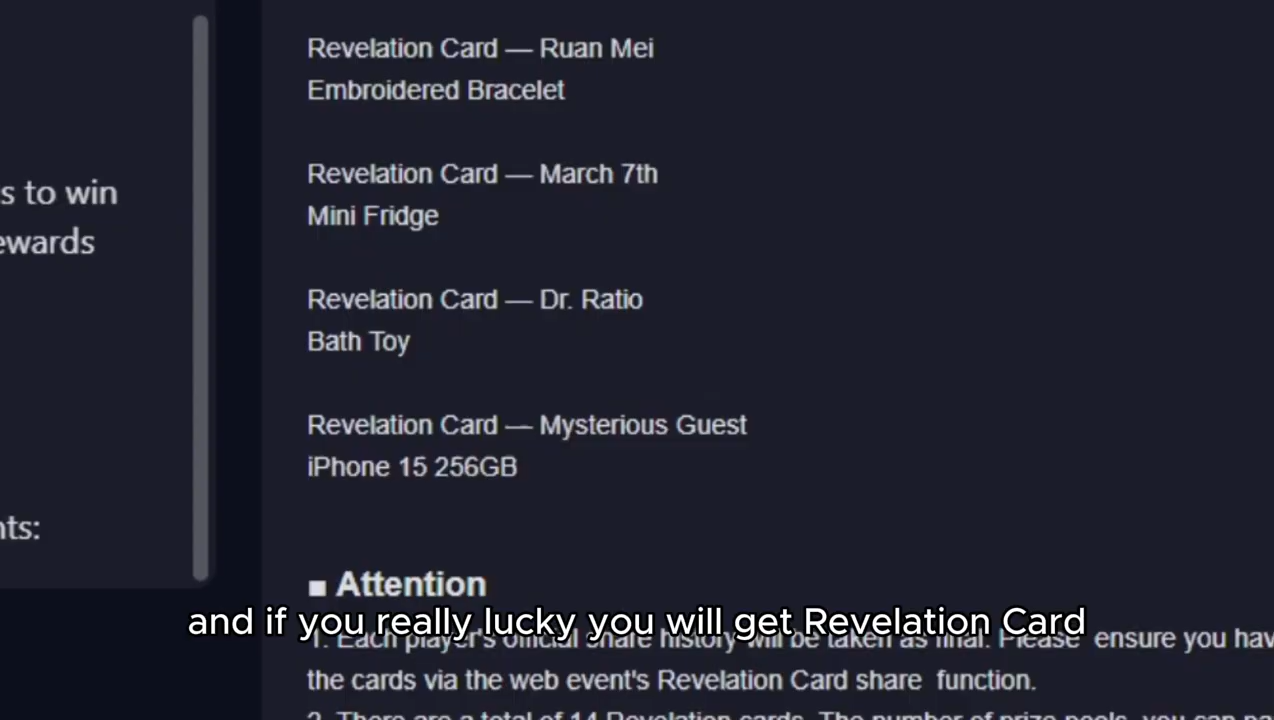 Revelation Card — Ruan Mei
Embroidered Bracelet
s to win
Revelation Card — March 7th
Mini Fridge
ewards
Revelation Card — Dr. Ratio
Bath Toy
Revelation Card — Mysterious Guest
iPhone 15 256GB
nts:
■ Attention
and if you really lucky you will get Revelation Card
1. Each player's official share history will be taken as final. Please ensure you hav
the cards via the web event's Revelation Card share function.
2. There are a total of 14 Revelation cards. The number of prize pools, you can